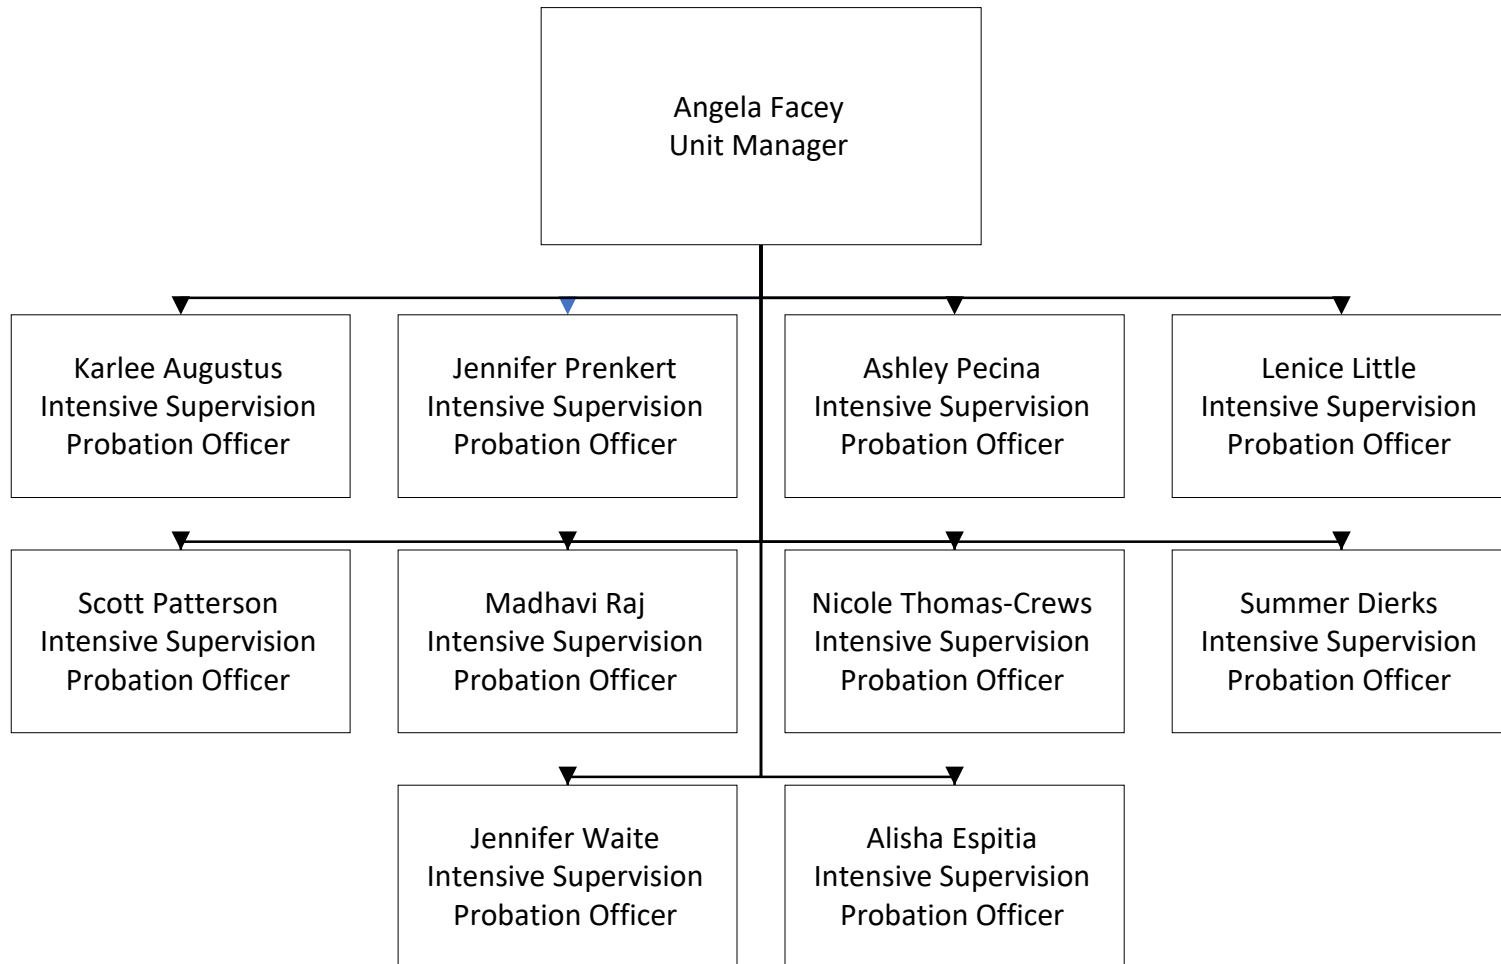 Angela Facey
Unit Manager
Karlee Augustus
Intensive Supervision
Probation Officer
Jennifer Prenkert
Intensive Supervision
Probation Officer
Ashley Pecina
Intensive Supervision
Probation Officer
Lenice Little
Intensive Supervision
Probation Officer
Scott Patterson
Intensive Supervision
Probation Officer
Madhavi Raj
Intensive Supervision
Probation Officer
Nicole Thomas-Crews
Intensive Supervision
Probation Officer
Summer Dierks
Intensive Supervision
Probation Officer
Jennifer Waite
Intensive Supervision
Probation Officer
Alisha Espitia
Intensive Supervision
Probation Officer